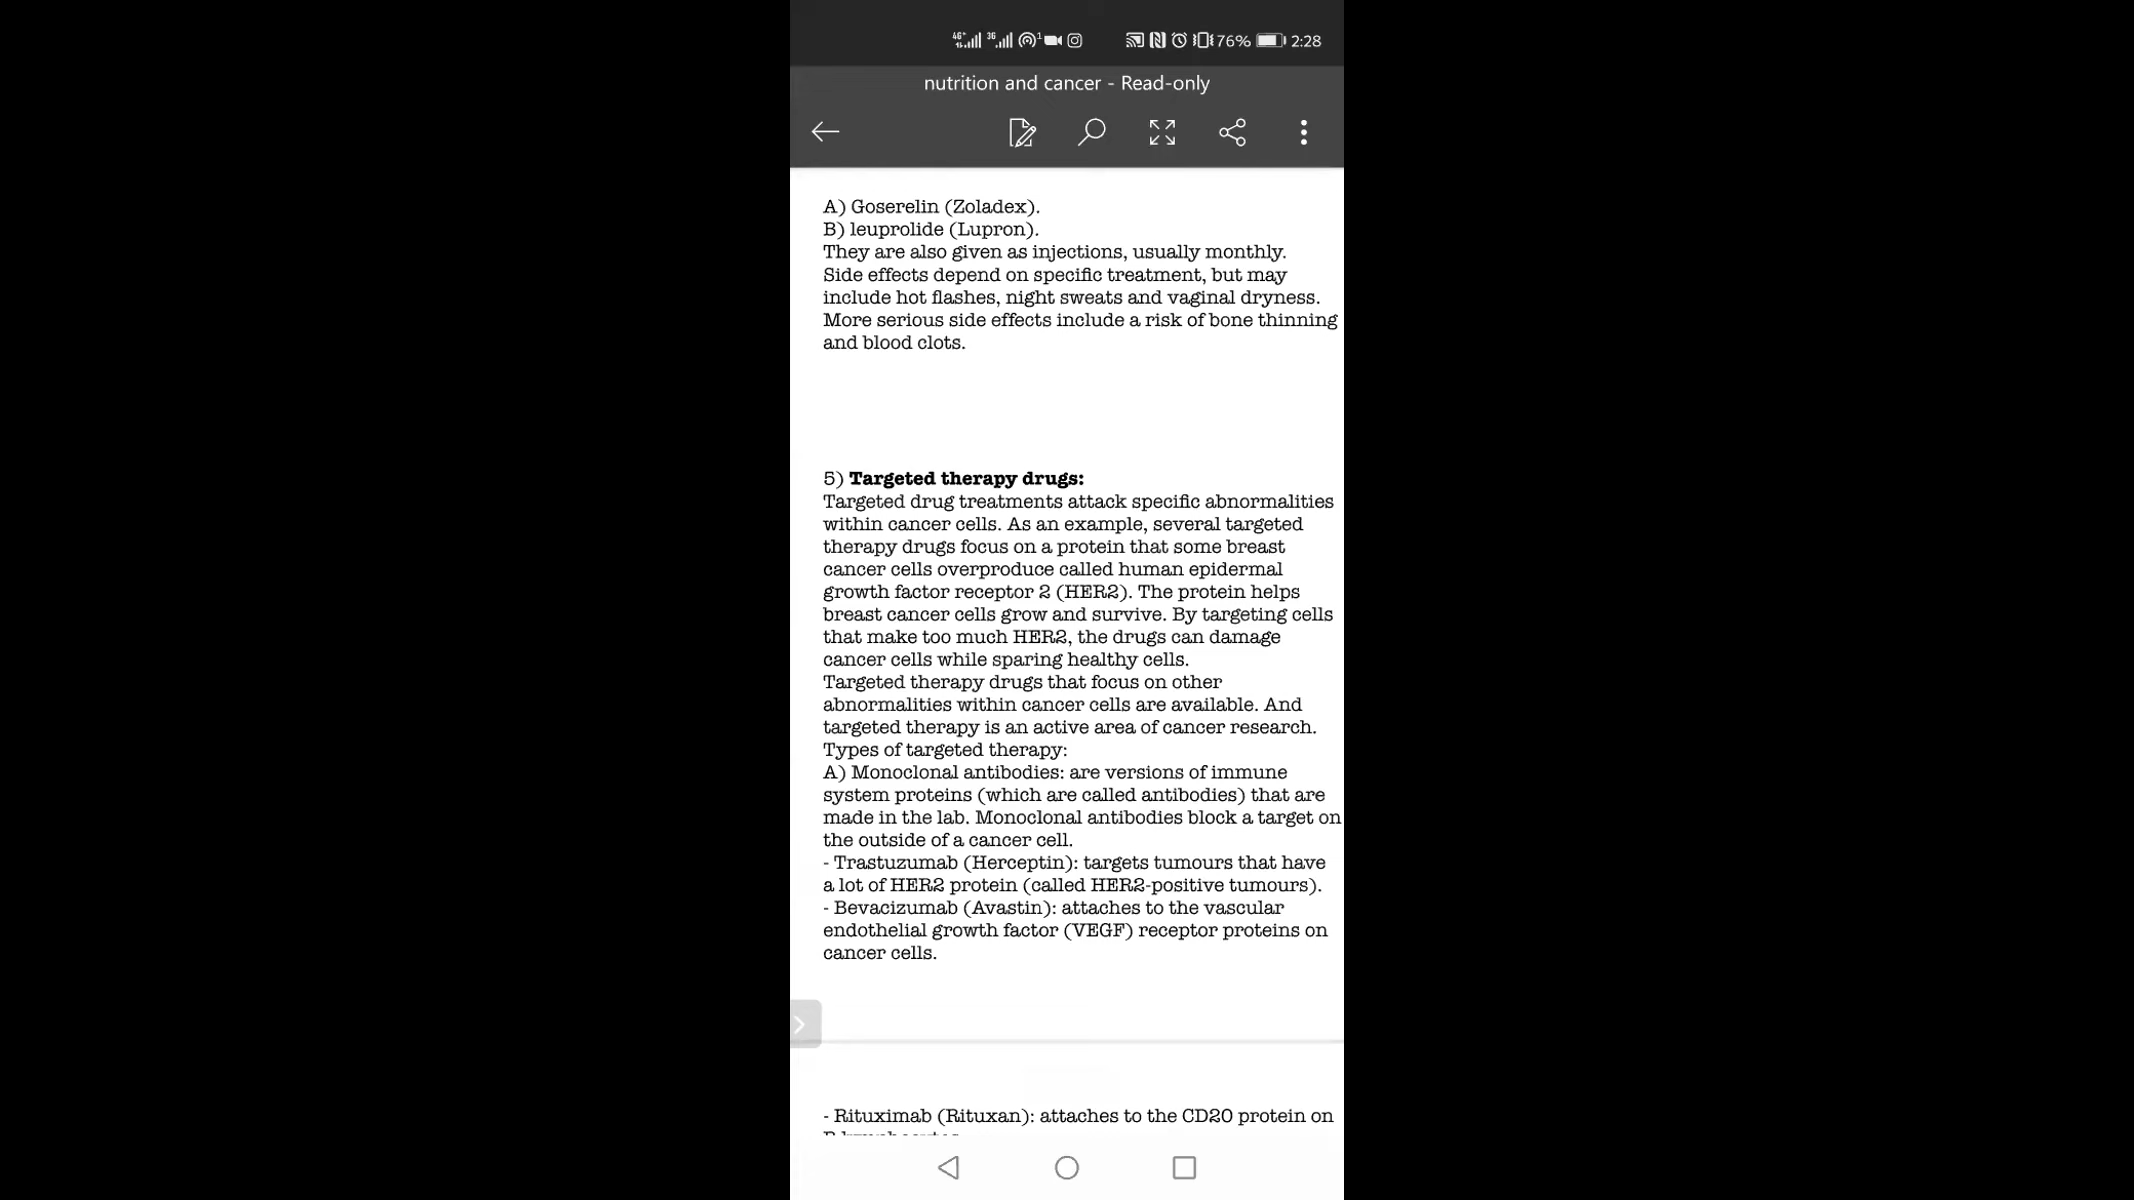 4G+ 3G 1 76% 2:28
nutrition and cancer - Read-only
A) Goserelin (Zoladex).
B) leuprolide (Lupron).
They are also given as injections, usually monthly.
Side effects depend on specific treatment, but may
include hot flashes, night sweats and vaginal dryness.
More serious side effects include a risk of bone thinning
and blood clots.
5) Targeted therapy drugs:
Targeted drug treatments attack specific abnormalities
within cancer cells. As an example, several targeted
therapy drugs focus on a protein that some breast
cancer cells overproduce called human epidermal
growth factor receptor 2 (HER2). The protein helps
breast cancer cells grow and survive. By targeting cells
that make too much HER2, the drugs can damage
cancer cells while sparing healthy cells.
Targeted therapy drugs that focus on other
abnormalities within cancer cells are available. And
targeted therapy is an active area of cancer research.
Types of targeted therapy:
A) Monoclonal antibodies: are versions of immune
system proteins (which are called antibodies) that are
made in the lab. Monoclonal antibodies block a target on
the outside of a cancer cell.
- Trastuzumab (Herceptin): targets tumours that have
a lot of HER2 protein (called HER2-positive tumours).
- Bevacizumab (Avastin): attaches to the vascular
endothelial growth factor (VEGF) receptor proteins on
cancer cells.
- Rituximab (Rituxan): attaches to the CD20 protein on